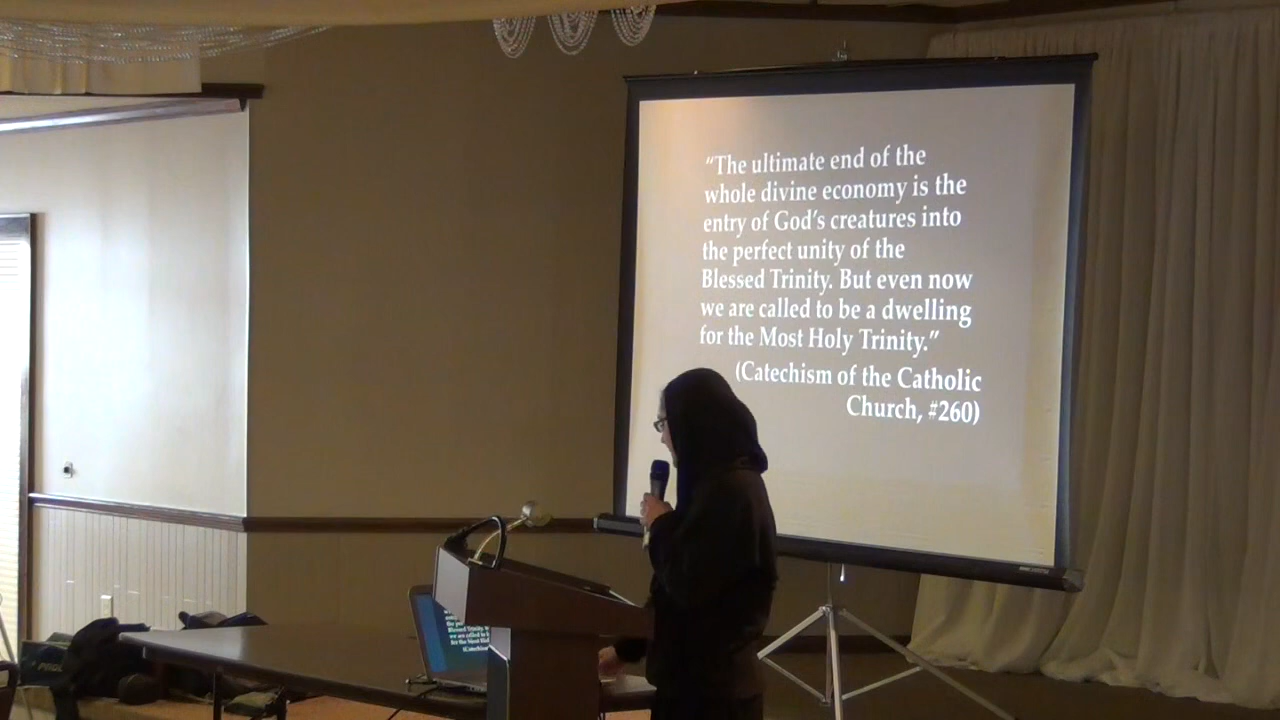 “The ultimate end of the
whole divine economy is the
entry of God’s creatures into
the perfect unity of the
Blessed Trinity. But even now
we are called to be a dwelling
for the Most Holy Trinity.”
(Catechism of the Catholic
Church, #260)